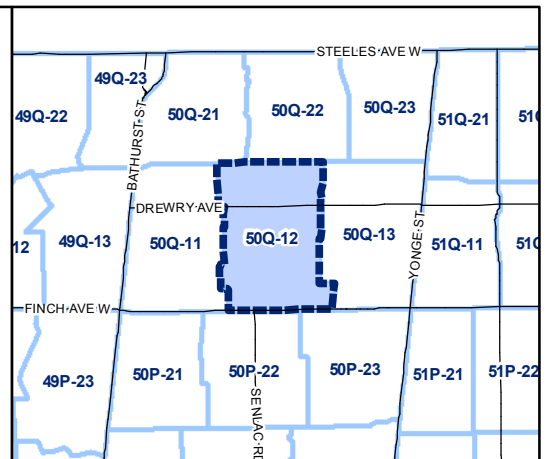 STEELES AVE W
49Q-23
49Q-22
50Q-21
50Q-22
50Q-23
51Q-21
51Q
BATHURST ST
DREWRY AVE
12
49Q-13
50Q-11
50Q-12
50Q-13
YONGE ST
51Q-11
51Q
FINCH AVE W
49P-23
50P-21
50P-22
50P-23
51P-21
51P-22
SENLAC RD